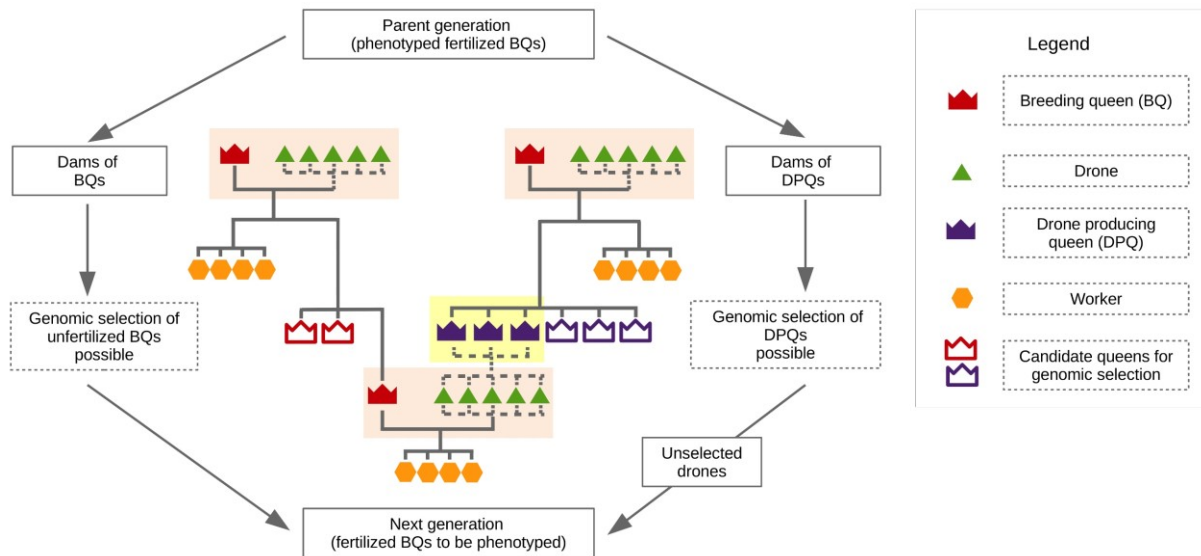 Parent generation
(phenotyped fertilized BQs)
Dams of
BQs
Dams of
DPQs
Genomic selection of
unfertilized BQs
possible
Genomic selection of
DPQs
possible
Unselected
drones
Next generation
(fertilized BQs to be phenotyped)
Legend
Breeding queen (BQ)
Drone
Drone producing
queen (DPQ)
Worker
Candidate queens for
genomic selection